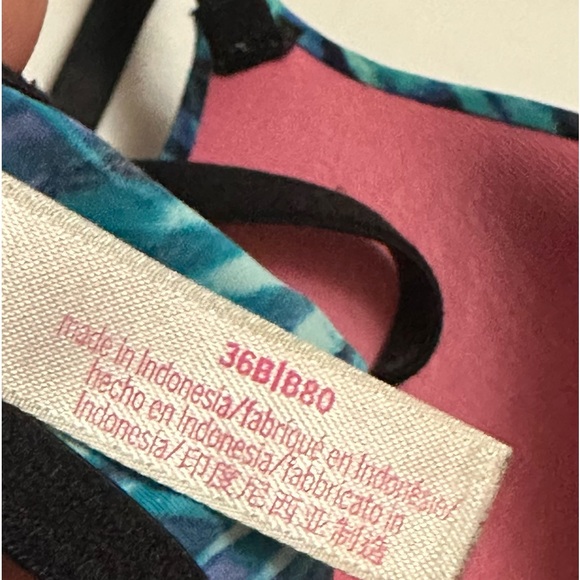 36B|B80
made in Indonesia/fabriqué en Indonésie/
hecho en Indonesia/fabbricato in
Indonesia/印度尼西亚制造